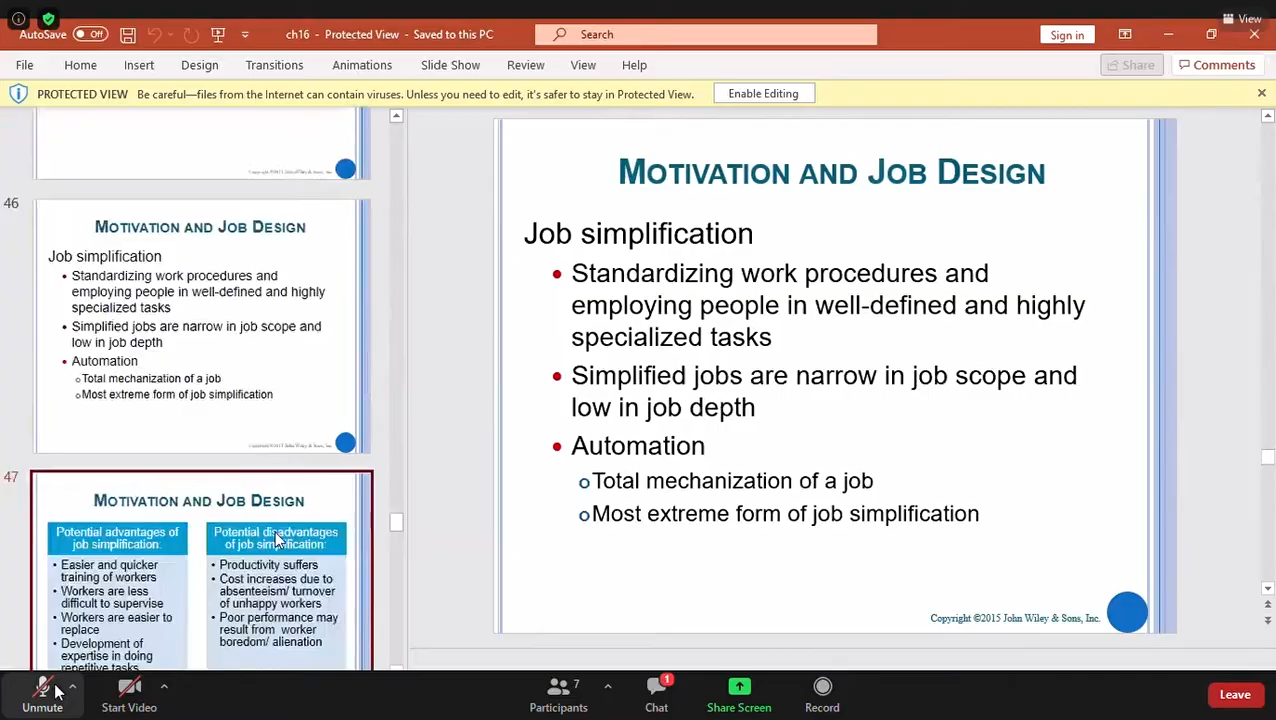 View
AutoSave Off
ch16 - Protected View - Saved to this PC
Search
Sign in
File Home Insert Design Transitions Animations Slide Show Review View Help
Share Comments
PROTECTED VIEW Be careful—files from the Internet can contain viruses. Unless you need to edit, it's safer to stay in Protected View. Enable Editing
46
MOTIVATION AND JOB DESIGN
Job simplification
• Standardizing work procedures and
employing people in well-defined and highly
specialized tasks
• Simplified jobs are narrow in job scope and
low in job depth
• Automation
o Total mechanization of a job
o Most extreme form of job simplification
47
MOTIVATION AND JOB DESIGN
Potential advantages of
job simplification:
• Easier and quicker
training of workers
• Workers are less
difficult to supervise
• Workers are easier to
replace
• Development of
expertise in doing
repetitive tasks
Potential disadvantages
of job simplification:
• Productivity suffers
• Cost increases due to
absenteeism/ turnover
of unhappy workers
• Poor performance may
result from worker
boredom/ alienation
MOTIVATION AND JOB DESIGN
Job simplification
• Standardizing work procedures and
employing people in well-defined and highly
specialized tasks
• Simplified jobs are narrow in job scope and
low in job depth
• Automation
o Total mechanization of a job
o Most extreme form of job simplification
Copyright ©2015 John Wiley & Sons, Inc.
Unmute
Start Video
7
Participants
1
Chat
Share Screen
Record
Leave